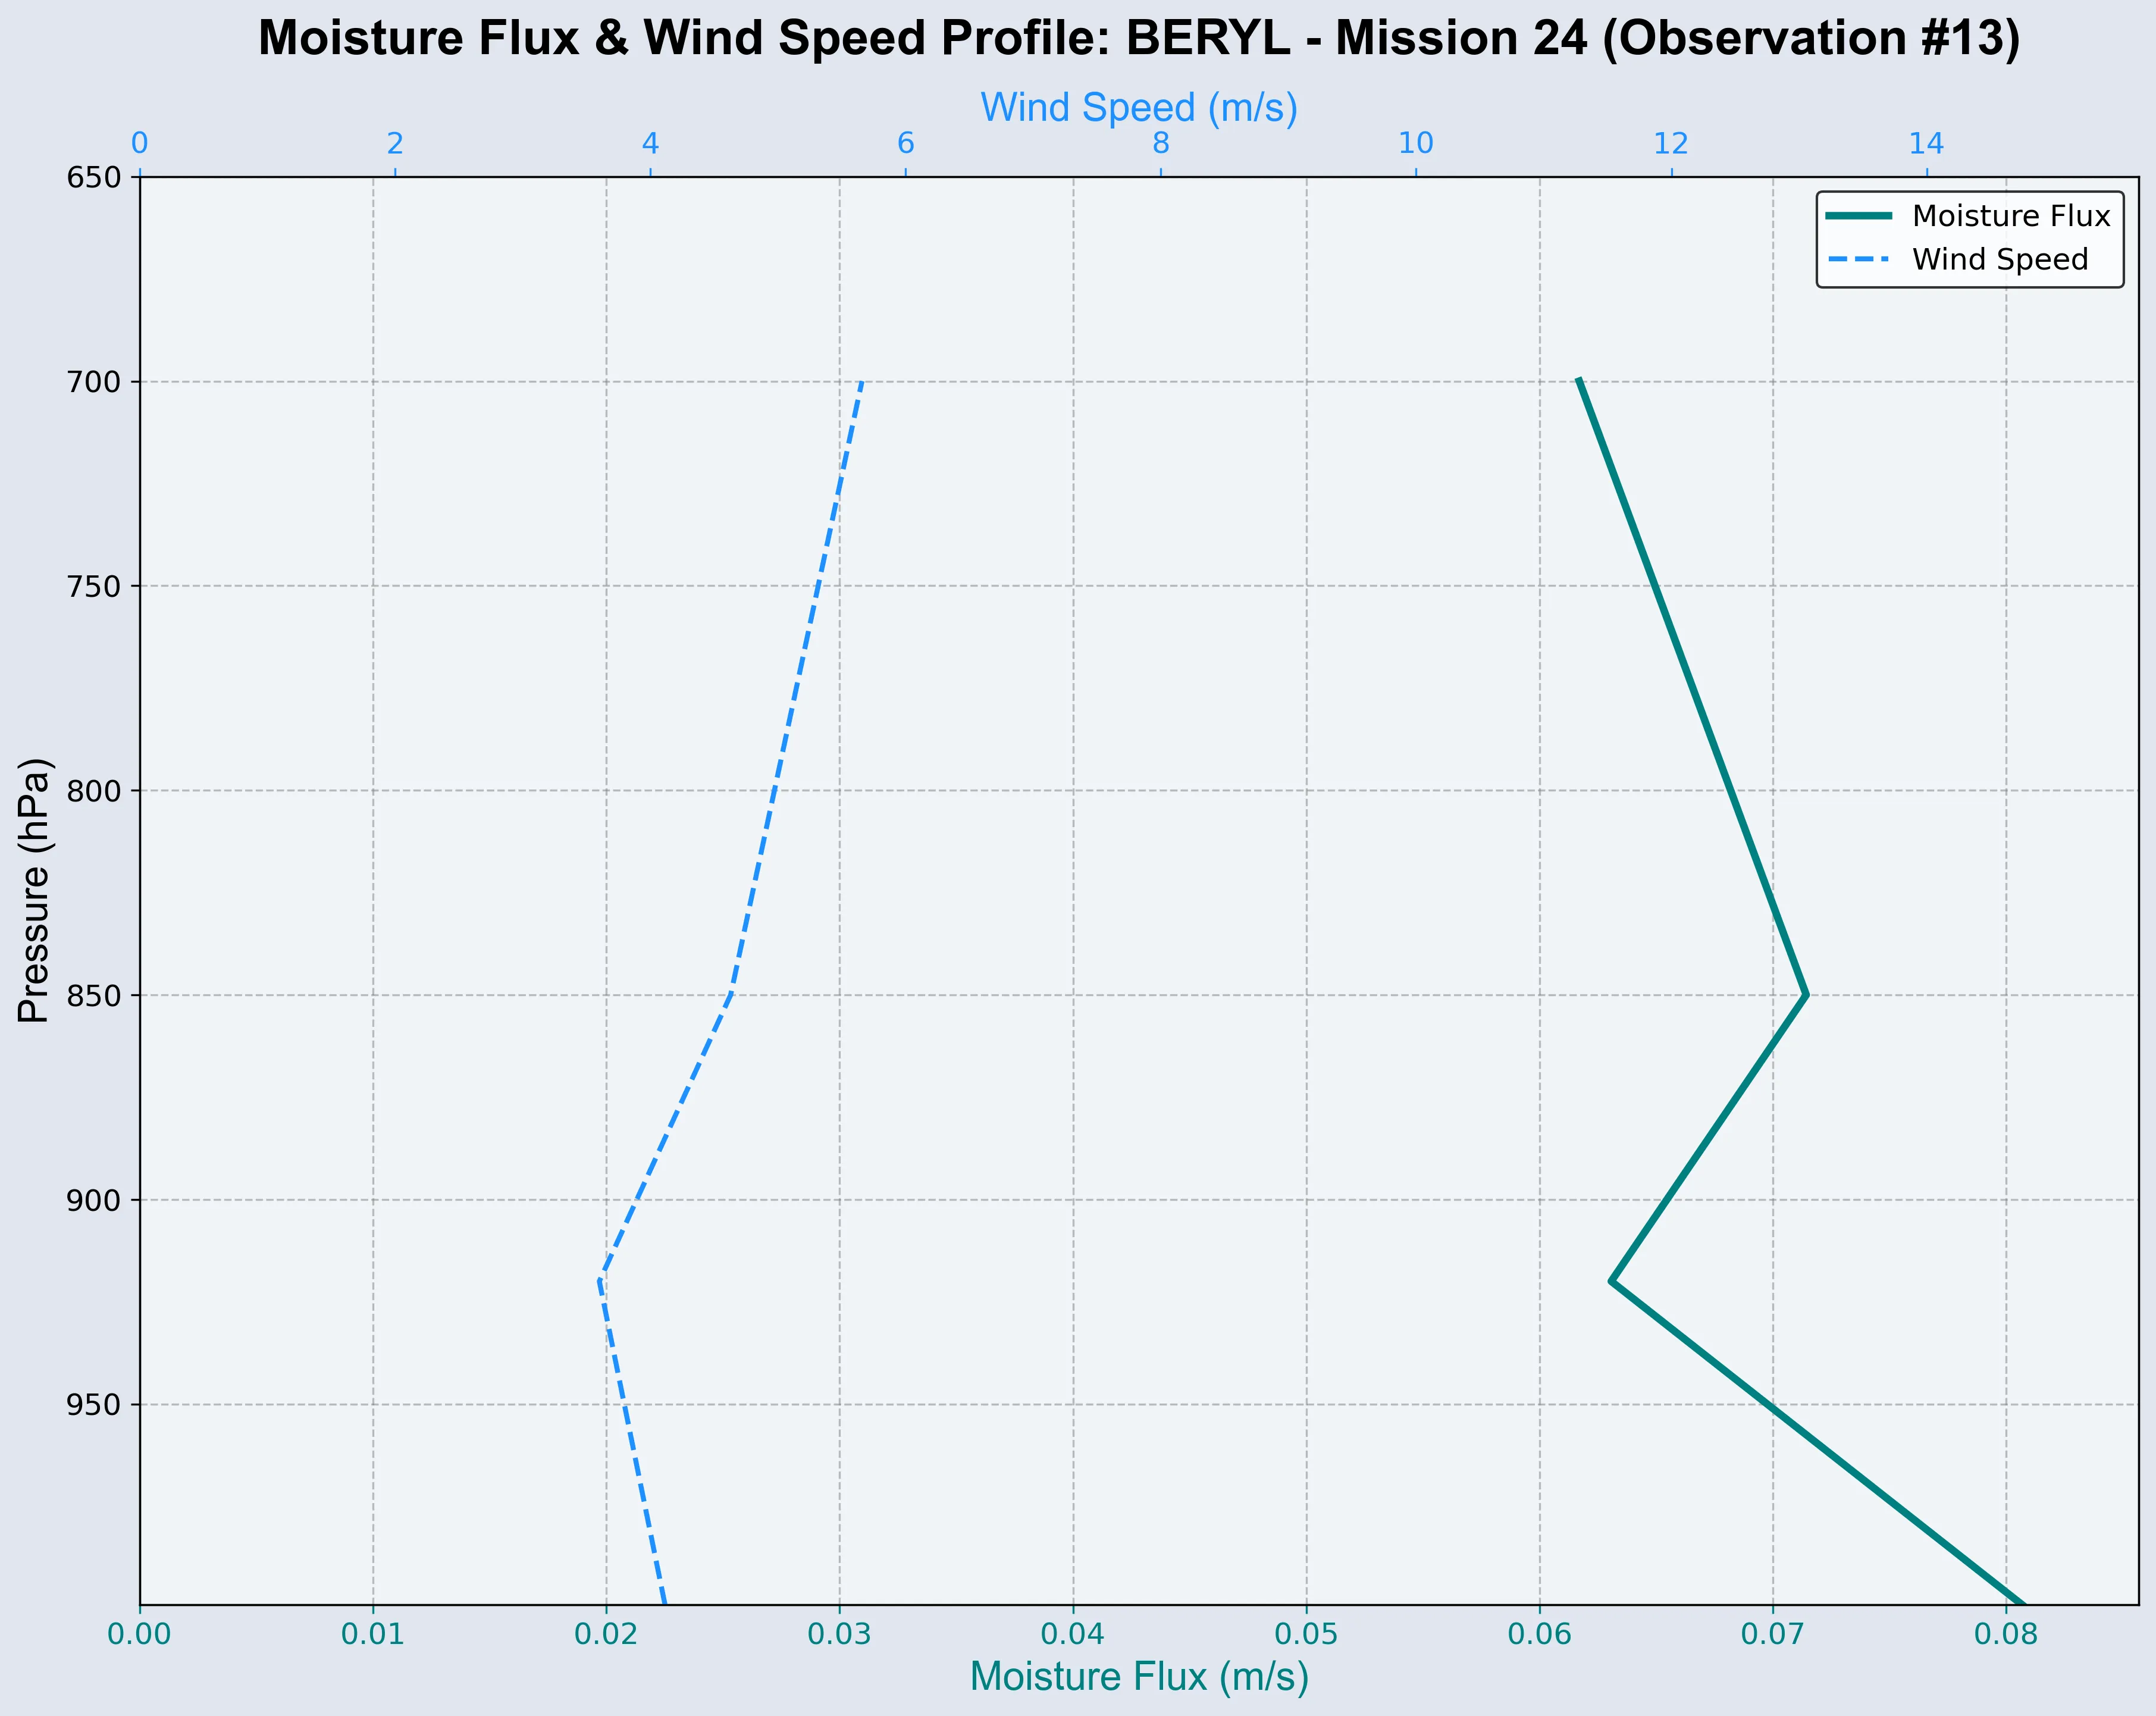 Moisture Flux & Wind Speed Profile: BERYL - Mission 24 (Observation #13)
Wind Speed (m/s)
0 2 4 6 8 10 12 14
Moisture Flux
Wind Speed
Pressure (hPa)
650
700
750
800
850
900
950
0.00 0.01 0.02 0.03 0.04 0.05 0.06 0.07 0.08
Moisture Flux (m/s)